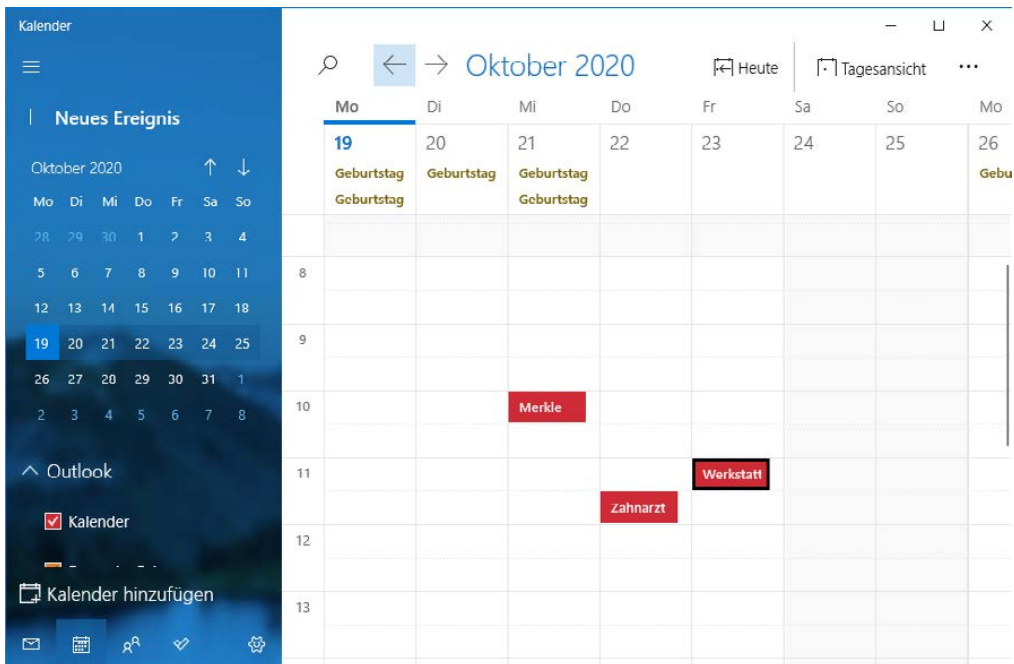 Kalender
Neues Ereignis
Oktober 2020
Mo Di Mi Do Fr Sa So
28 29 30 1 2 3 4
5 6 7 8 9 10 11
12 13 14 15 16 17 18
19 20 21 22 23 24 25
26 27 28 29 30 31 1
2 3 4 5 6 7 8
Outlook
Kalender
Kalender hinzufügen
Oktober 2020
Heute
Tagesansicht
Mo Di Mi Do Fr Sa So Mo
19 20 21 22 23 24 25 26
Geburtstag Geburtstag Geburtstag Gebu
Geburtstag Geburtstag
8
9
10 Merkle
11 Werkstatt
Zahnarzt
12
13